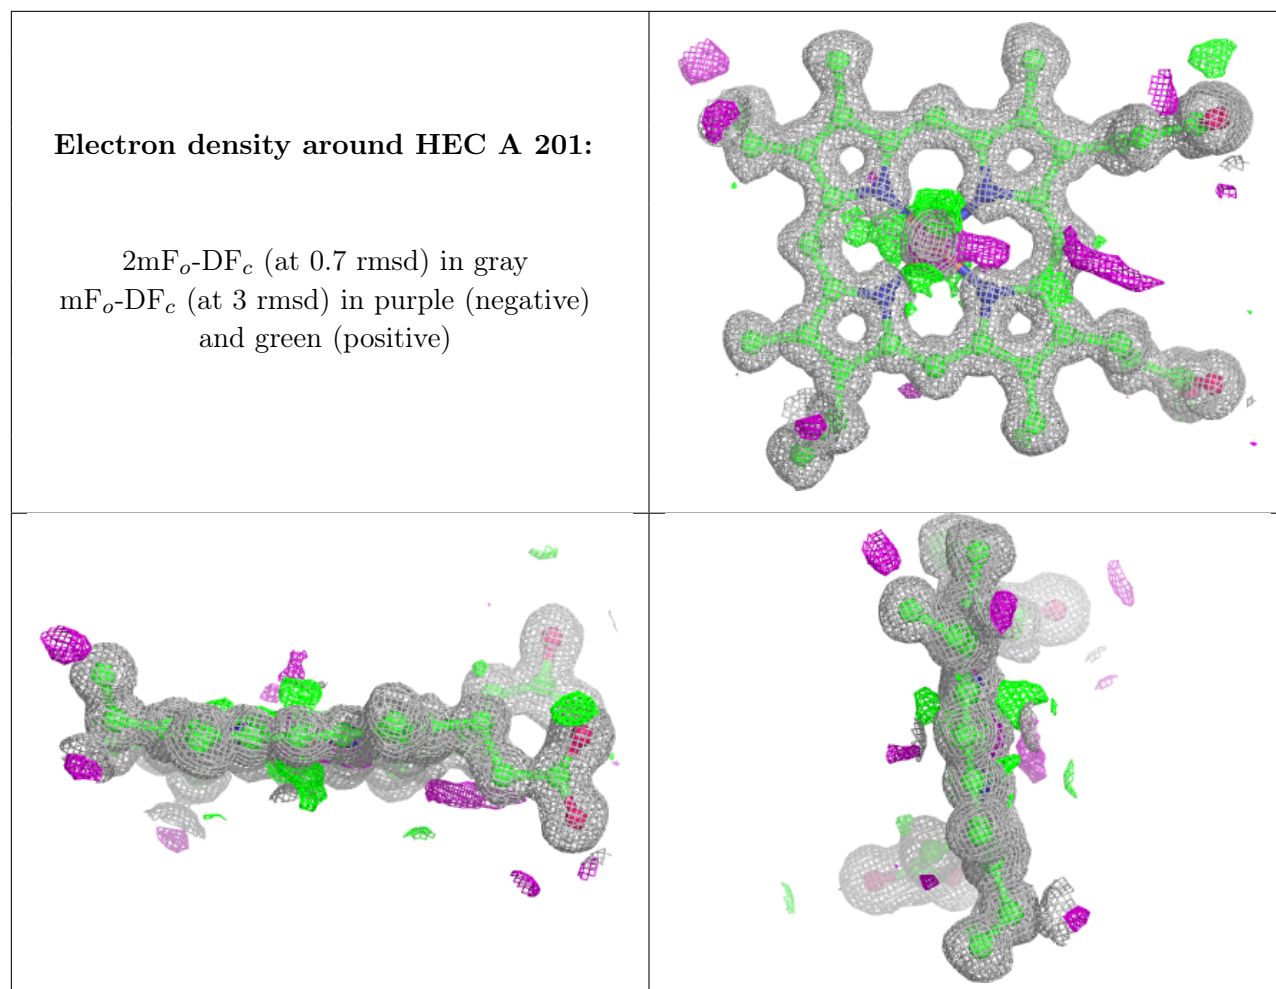 Electron density around HEC A 201:
2mFo-DFc (at 0.7 rmsd) in gray
mFo-DFc (at 3 rmsd) in purple (negative)
and green (positive)